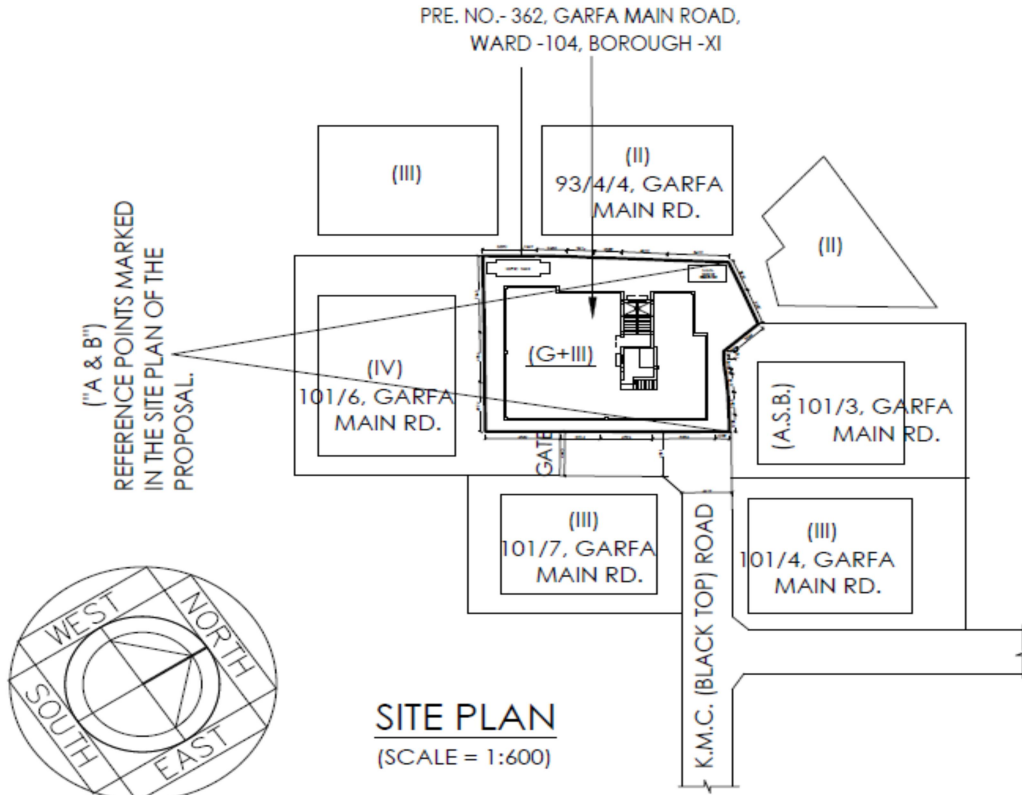 PRE. NO.- 362, GARFA MAIN ROAD,
WARD -104, BOROUGH -XI
(III)
(II)
93/4/4, GARFA
MAIN RD.
(II)
("A & B")
REFERENCE POINTS MARKED
IN THE SITE PLAN OF THE
PROPOSAL.
(IV)
101/6, GARFA
MAIN RD.
(G+III)
(A.S.B.)
101/3, GARFA
MAIN RD.
GATE
(III)
101/7, GARFA
MAIN RD.
K.M.C. (BLACK TOP) ROAD
(III)
101/4, GARFA
MAIN RD.
WEST
NORTH
SOUTH
EAST
SITE PLAN
(SCALE = 1:600)